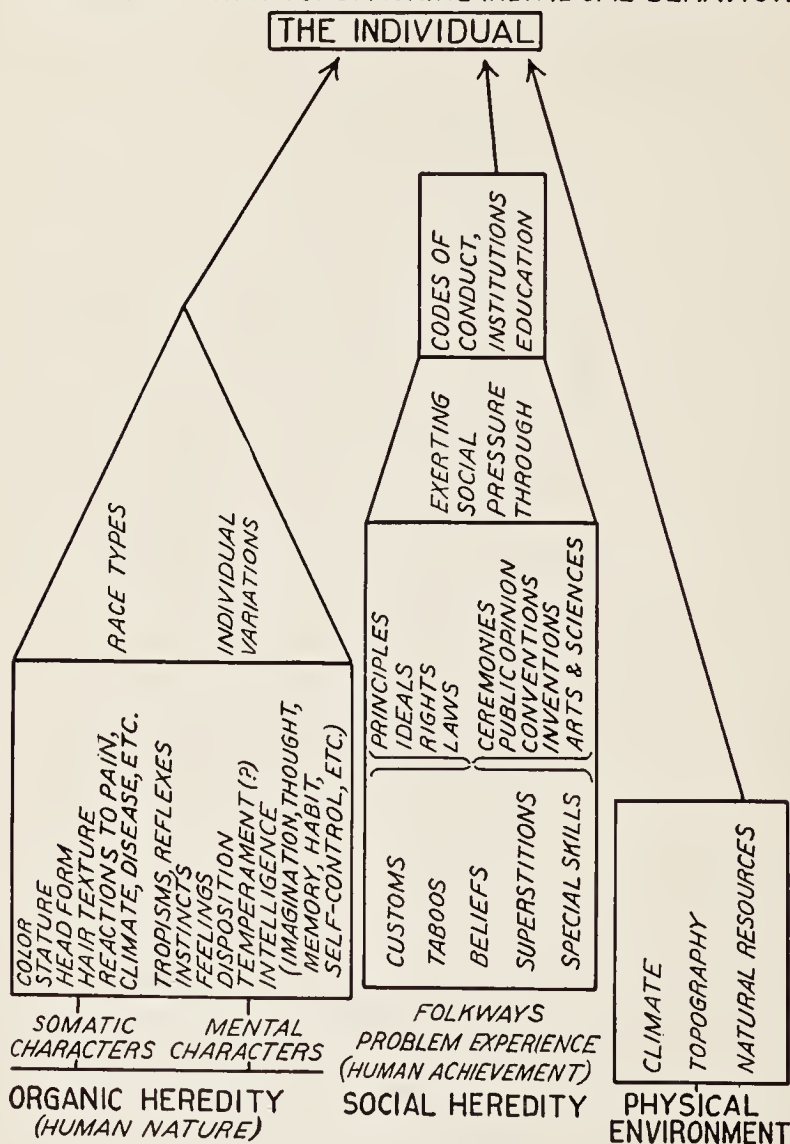 BEHAVIOR
THE INDIVIDUAL
CODES OF
CONDUCT,
INSTITUTIONS
EDUCATION
EXERTING
SOCIAL
PRESSURE
THROUGH
RACE TYPES
INDIVIDUAL
VARIATIONS
COLOR
STATURE
HEAD FORM
HAIR TEXTURE
REACTIONS TO PAIN,
CLIMATE, DISEASE, ETC.
TROPISMS, REFLEXES
INSTINCTS
FEELINGS
DISPOSITION
TEMPERAMENT (?)
INTELLIGENCE
(IMAGINATION, THOUGHT,
MEMORY, HABIT,
SELF-CONTROL, ETC.)
SOMATIC
CHARACTERS
MENTAL
CHARACTERS
ORGANIC HEREDITY
(HUMAN NATURE)
PRINCIPLES
IDEALS
RIGHTS
LAWS
CEREMONIES
PUBLIC OPINION
CONVENTIONS
INVENTIONS
ARTS & SCIENCES
CUSTOMS
TABOOS
BELIEFS
SUPERSTITIONS
SPECIAL SKILLS
FOLKWAYS
PROBLEM EXPERIENCE
(HUMAN ACHIEVEMENT)
SOCIAL HEREDITY
CLIMATE
TOPOGRAPHY
NATURAL RESOURCES
PHYSICAL
ENVIRONMENT